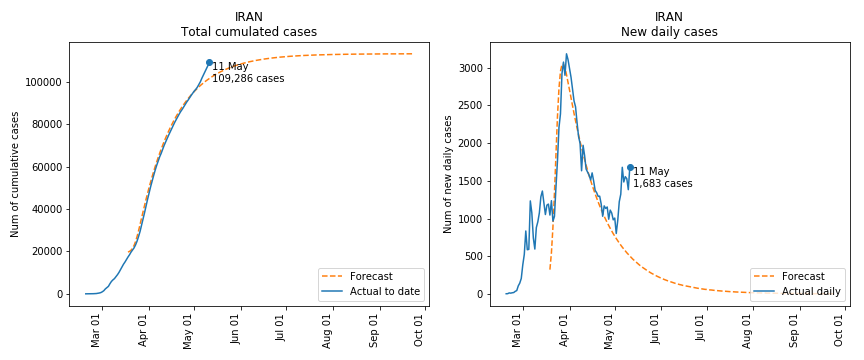 IRAN
Total cumulated cases
Num of cumulative cases
100000
80000
60000
40000
20000
0
11 May
109,286 cases
Forecast
Actual to date
Mar 01
Apr 01
May 01
Jun 01
Jul 01
Aug 01
Sep 01
Oct 01
IRAN
New daily cases
Num of new daily cases
3000
2500
2000
1500
1000
500
0
11 May
1,683 cases
Forecast
Actual daily
Mar 01
Apr 01
May 01
Jun 01
Jul 01
Aug 01
Sep 01
Oct 01